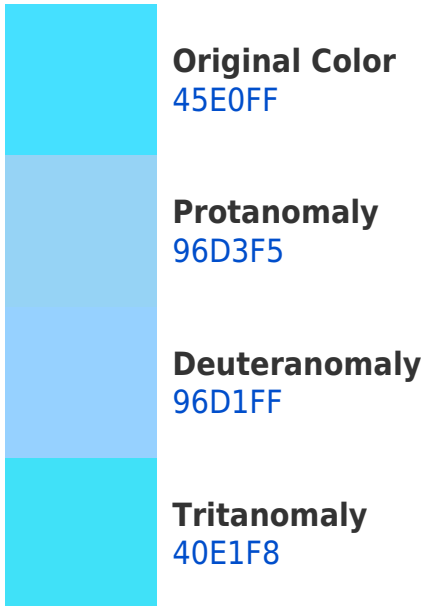 Original Color
45E0FF
Protanomaly
96D3F5
Deuteranomaly
96D1FF
Tritanomaly
40E1F8